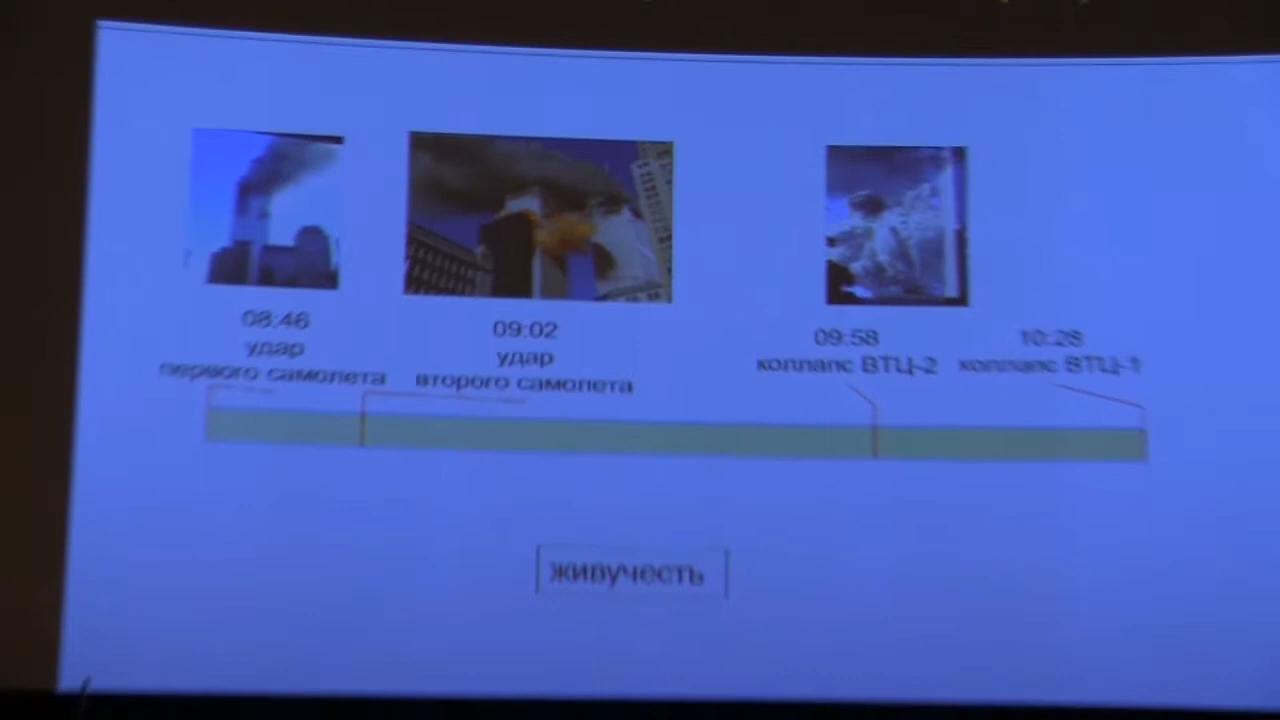 08:46
удар
первого самолета
09:02
удар
второго самолета
09:58
коллапс ВТЦ-2
10:28
коллапс ВТЦ-1
живучесть